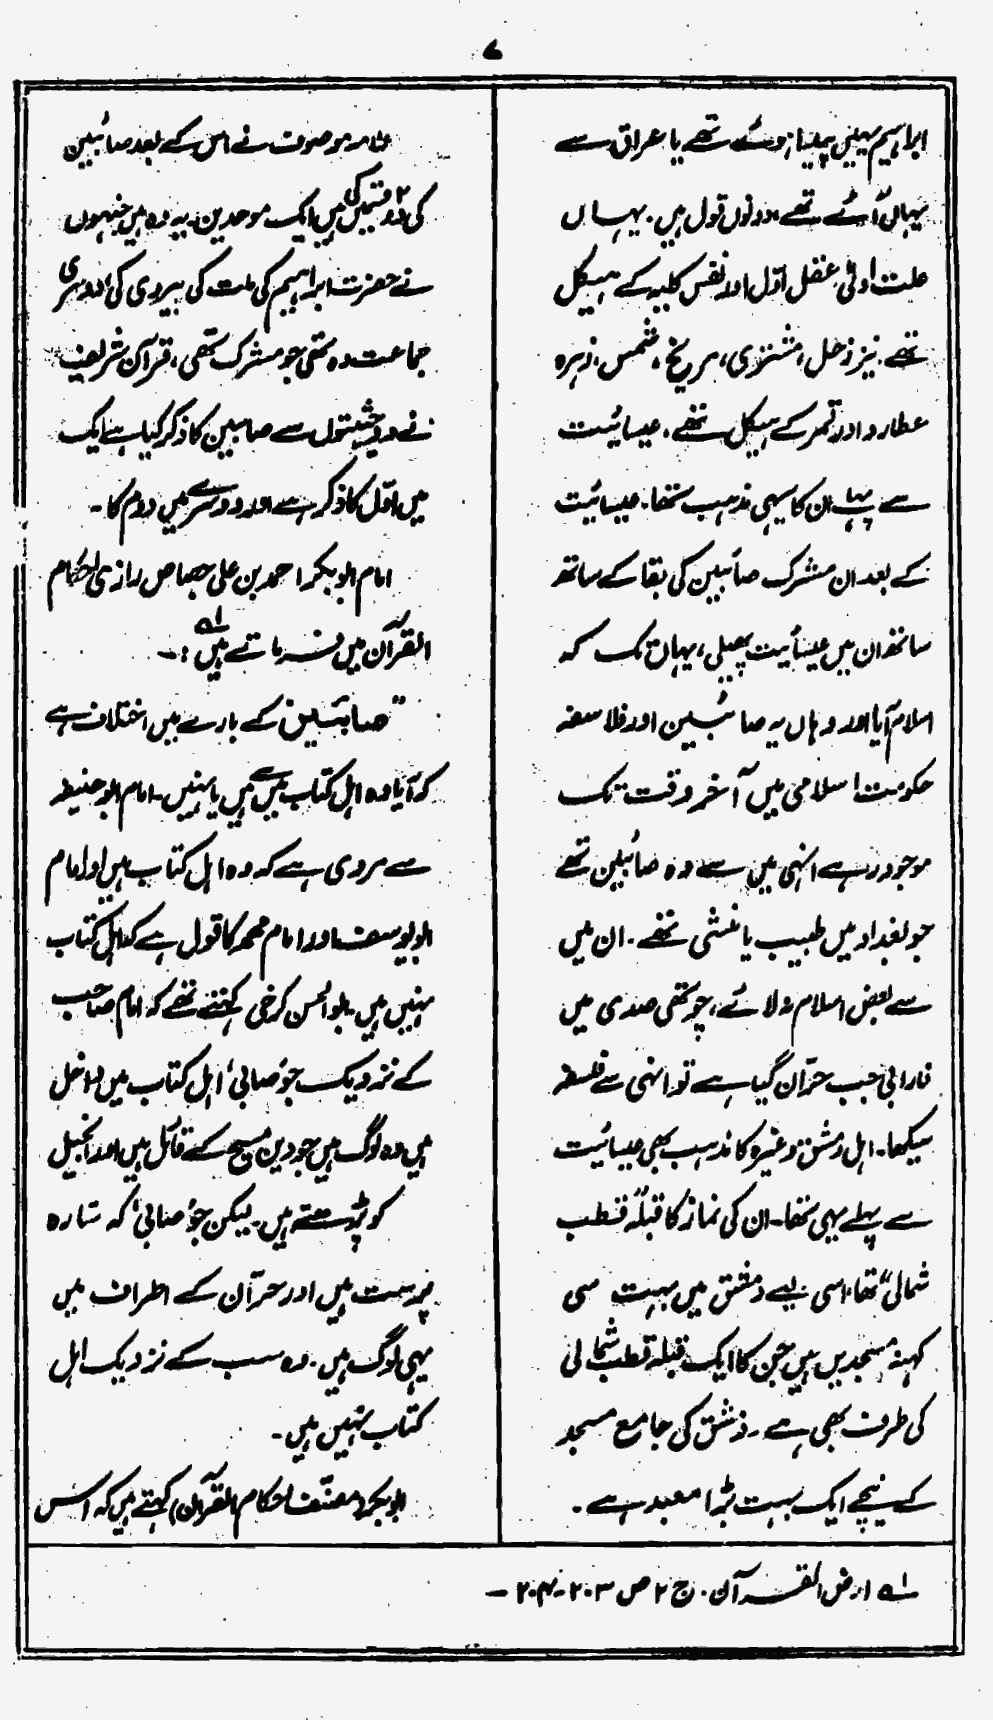 ۷
ابراہیم یہیں پیدا ہوئے تھے یا عراق سے
یہاں آئے تھے، دونوں قول ہیں۔ یہاں
علت اولٰی عقل اوّل اور نفس کلیہ کے ہیکل
تھے۔ نیز زحل، مشتری، مریخ، شمس، زہرہ
عطارد اور قمر کے ہیکل تھے۔ عیسائیت
سے پہلے ان کا یہی مذہب تھا۔ عیسائیت
کے بعد ان مشرک صائبین کی بقا کے ساتھ
ساتھ ان میں عیسائیت پھیلی، یہاں تک کہ
اسلام آیا اور وہاں یہ صائبین اور فلاسفہ
حکومت اسلامی میں آخر وقت تک
موجود رہے انہی میں سے وہ صائبین تھے
جو بغداد میں طبیب یا منشی تھے۔ ان میں
سے بعض اسلام نہ لائے، چوتھی صدی میں
فارابی جب حرّان گیا ہے تو انہی سے فلسفہ
سیکھا۔ اہل دمشق وغیرہ کا مذہب بھی عیسائیت
سے پہلے یہی تھا۔ ان کی نماز کا قبلہ "قطب
شمالی" تھا، اسی لیے دمشق میں بہت سی
کہنہ مسجدیں ہیں جن کا ایک قبلہ قطب شمالی
کی طرف بھی ہے۔ دمشق کی جامع مسجد
کے نیچے ایک بہت بڑا معبد ہے۔
علامہ موصوف نے اس کے بعد صائبین
کی دو قسمیں کی ہیں ایک موحدین۔ یہ وہ ہیں جنہوں
نے حضرت ابراہیم کی ملت کی پیروی کی۔ دوسری
جماعت وہ تھی جو مشرک تھی، قرآن شریف
نے دو حیثیتوں سے صابئین کا ذکر کیا ہے ایک
میں اوّل کا ذکر ہے اور دوسرے میں دوم کا۔
امام ابوبکر احمد بن علی جصاص رازی احکام
القرآن میں فرماتے ہیں لہ :۔
"صابئین کے بارے میں اختلاف ہے
کہ آیا وہ اہل کتاب میں سے ہیں یا نہیں۔ امام ابوحنیفہ
سے مروی ہے کہ وہ اہل کتاب ہیں اور امام
ابویوسف اور امام محمد کا قول ہے کہ اہل کتاب
نہیں ہیں۔ ابوالحسن کرخی کہتے تھے کہ امام صاحب
کے نزدیک جو 'صابی' اہل کتاب میں داخل
ہیں وہ لوگ ہیں جو دین مسیح کے قائل ہیں اور انجیل
کو پڑھتے ہیں۔ لیکن جو 'صابی' کہ ستارہ
پرست ہیں اور حرّان کے اطراف میں
یہی لوگ ہیں۔ وہ سب کے نزدیک اہل
کتاب نہیں ہیں۔
ابوبکر (مصنف احکام القرآن) کہتے ہیں کہ اس
لہ ارض القرآن۔ ج ۲ ص ۲۰۳-۲۰۴۔